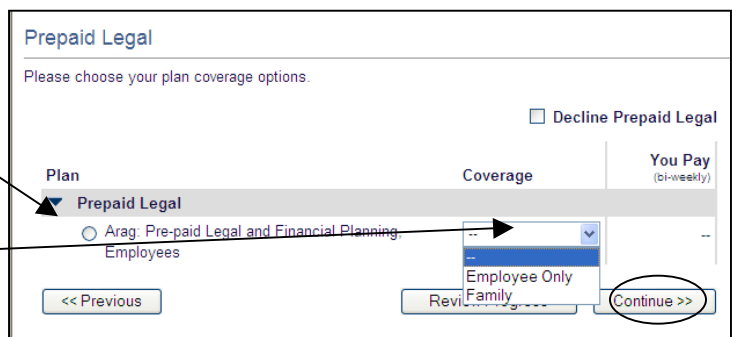 Prepaid Legal
Please choose your plan coverage options.
Decline Prepaid Legal
Plan Coverage You Pay
(bi-weekly)
Prepaid Legal
Arag: Pre-paid Legal and Financial Planning, -- --
Employees
--
Employee Only
Family
<< Previous Continue >>